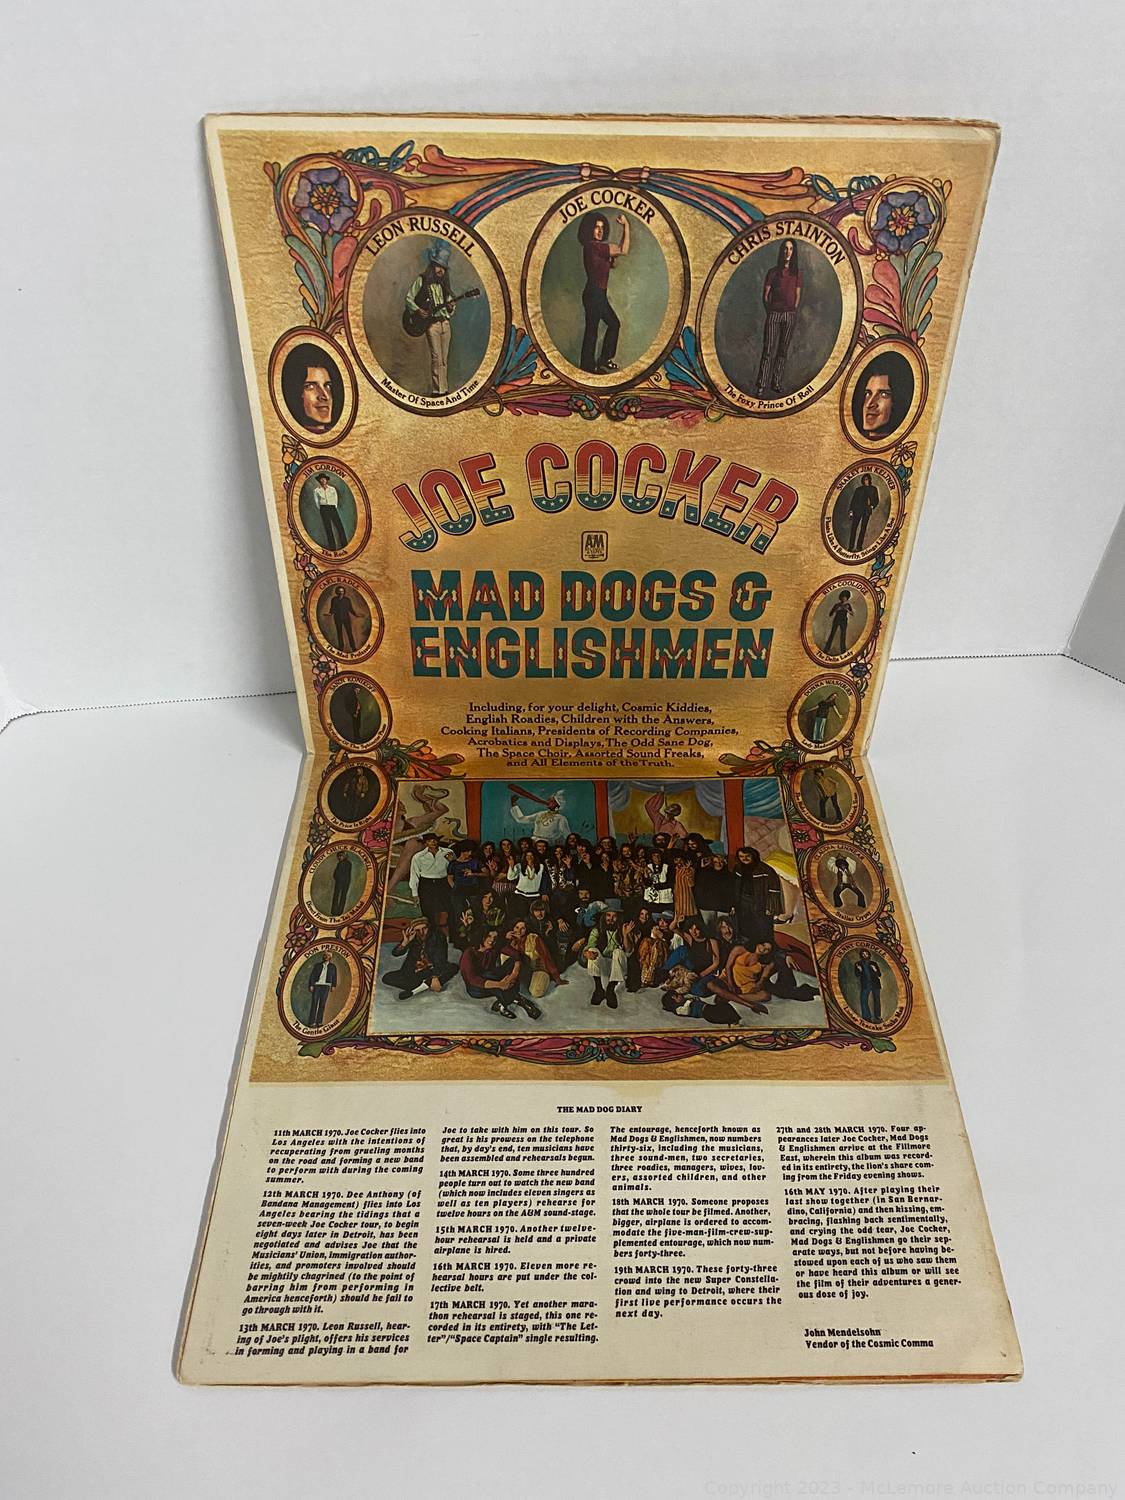 JOE COCKER
LEON RUSSELL
CHRIS STAINTON
Master Of Space And Time
The Foxy Prince Of Roll
JIM GORDON
The Rock
SNEAKEY JIM KELTNER
Floats Like A Butterfly, Stings Like A Bee
CARL RADLE
RITA COOLIDGE
The Delta Lady
DONNA WASHBURN
JOE COCKER
A&M
MAD DOGS &
ENGLISHMEN
Including, for your delight, Cosmic Kiddies,
English Roadies, Children with the Answers,
Cooking Italians, Presidents of Recording Companies,
Acrobatics and Displays, The Odd Sane Dog,
The Space Choir, Assorted Sound Freaks,
and All Elements of the Truth.
The Price Is Right
DON PRESTON
The Gentle Giant
THE MAD DOG DIARY
11th MARCH 1970. Joe Cocker flies into
Los Angeles with the intentions of
recuperating from grueling months
on the road and forming a new band
to perform with during the coming
summer.
12th MARCH 1970. Dee Anthony (of
Bandana Management) flies into Los
Angeles bearing the tidings that a
seven-week Joe Cocker tour, to begin
eight days later in Detroit, has been
negotiated and advises Joe that the
Musicians' Union, immigration author-
ities, and promoters involved should
be mightily chagrined (to the point of
barring him from performing in
America henceforth) should he fail to
go through with it.
13th MARCH 1970. Leon Russell, hear-
ing of Joe's plight, offers his services
in forming and playing in a band for
Joe to take with him on this tour. So
great is his prowess on the telephone
that, by day's end, ten musicians have
been assembled and rehearsals begun.
14th MARCH 1970. Some three hundred
people turn out to watch the new band
(which now includes eleven singers as
well as ten players) rehearse for
twelve hours on the A&M sound-stage.
15th MARCH 1970. Another twelve-
hour rehearsal is held and a private
airplane is hired.
16th MARCH 1970. Eleven more re-
hearsal hours are put under the col-
lective belt.
17th MARCH 1970. Yet another mara-
thon rehearsal is staged, this one re-
corded in its entirety, with "The Let-
ter"/"Space Captain" single resulting.
The entourage, henceforth known as
Mad Dogs & Englishmen, now numbers
thirty-six, including the musicians,
three sound-men, two secretaries,
three roadies, managers, wives, lov-
ers, assorted children, and other
animals.
18th MARCH 1970. Someone proposes
that the whole tour be filmed. Another,
bigger, airplane is ordered to accom-
modate the five-man-film-crew-sup-
plemented entourage, which now num-
bers forty-three.
19th MARCH 1970. These forty-three
crowd into the new Super Constella-
tion and wing to Detroit, where their
first live performance occurs the
next day.
27th and 28th MARCH 1970. Four ap-
pearances later Joe Cocker, Mad Dogs
& Englishmen arrive at the Fillmore
East, wherein this album was record-
ed in its entirety, the lion's share com-
ing from the Friday evening shows.
16th MAY 1970. After playing their
last show together (in San Bernar-
dino, California) and then kissing, em-
bracing, flashing back sentimentally,
and crying the odd tear, Joe Cocker,
Mad Dogs & Englishmen go their sep-
arate ways, but not before having be-
stowed upon each of us who saw them
or have heard this album or will see
the film of their adventures a gener-
ous dose of joy.
John Mendelsohn
Vendor of the Cosmic Comma
Copyright 2023 - McLemore Auction Company